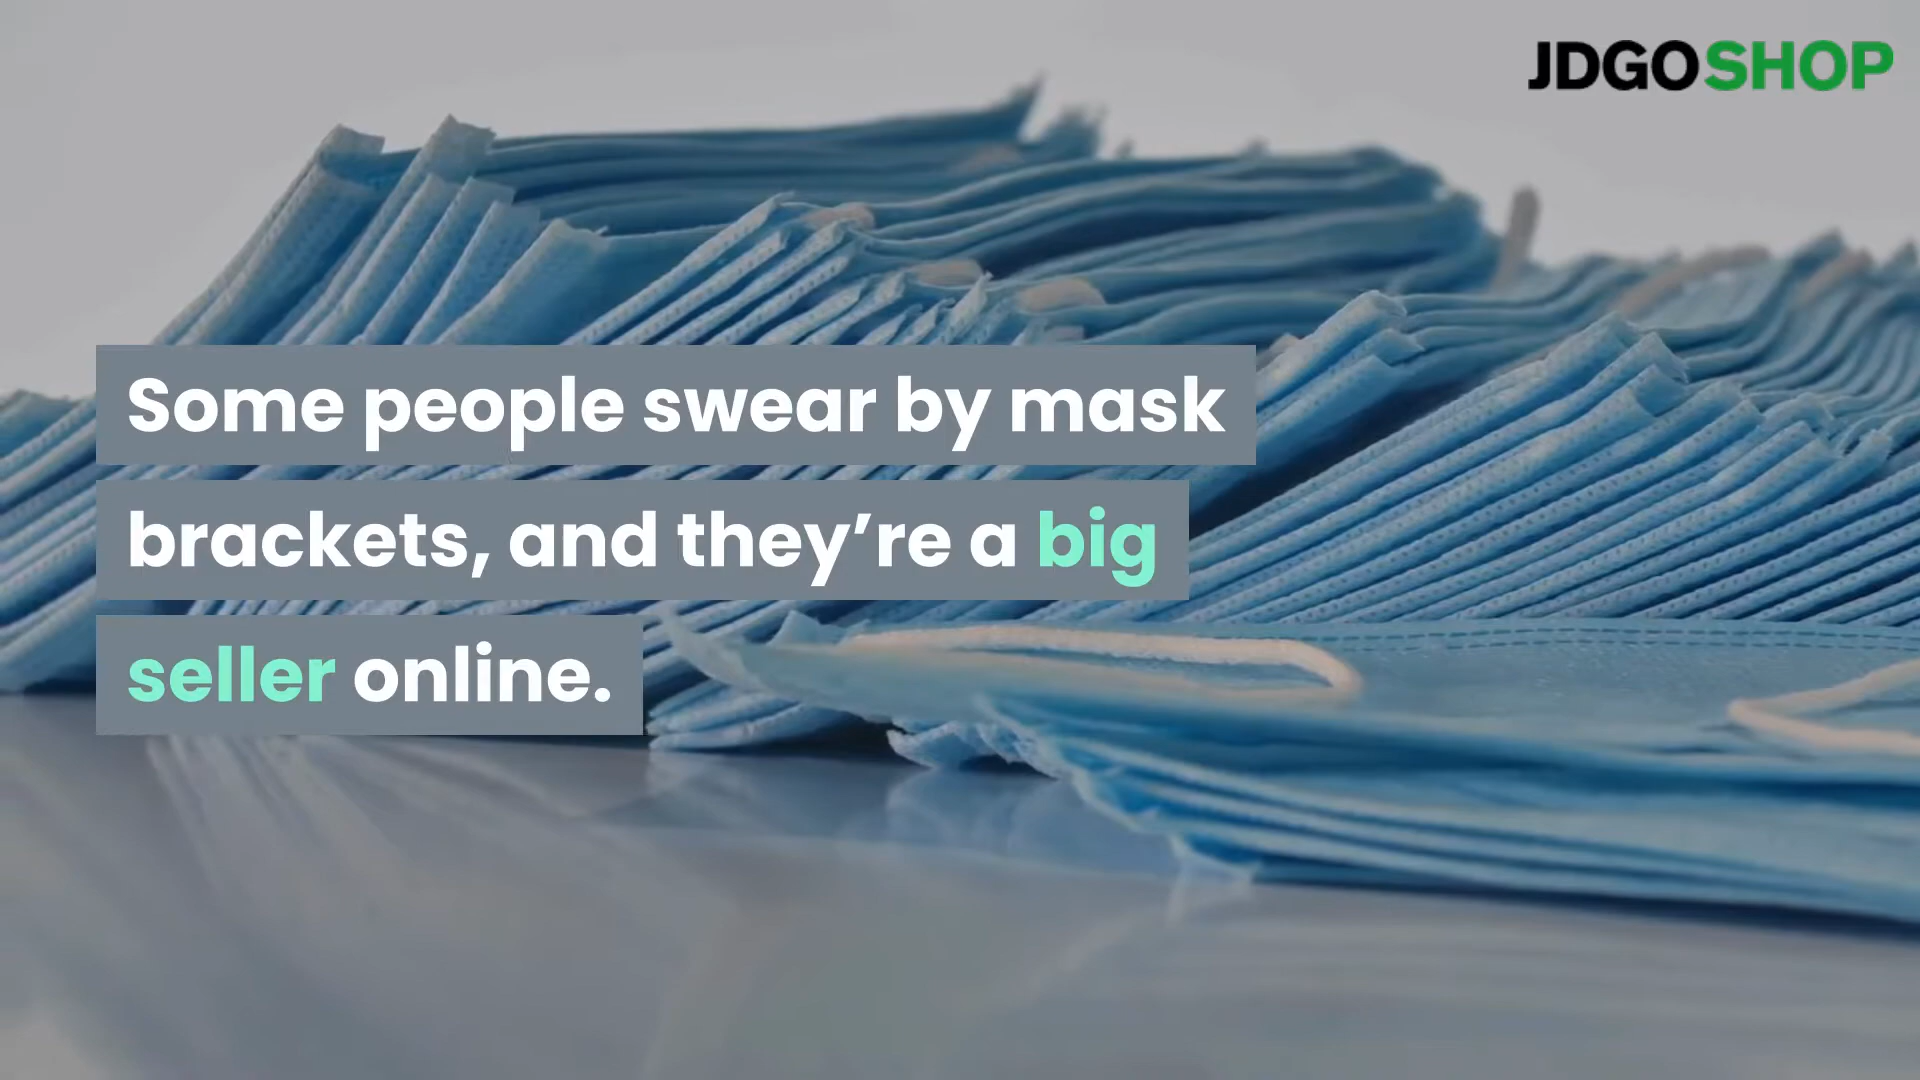 JDGOSHOP
Some people swear by mask
brackets, and they’re a big
seller online.